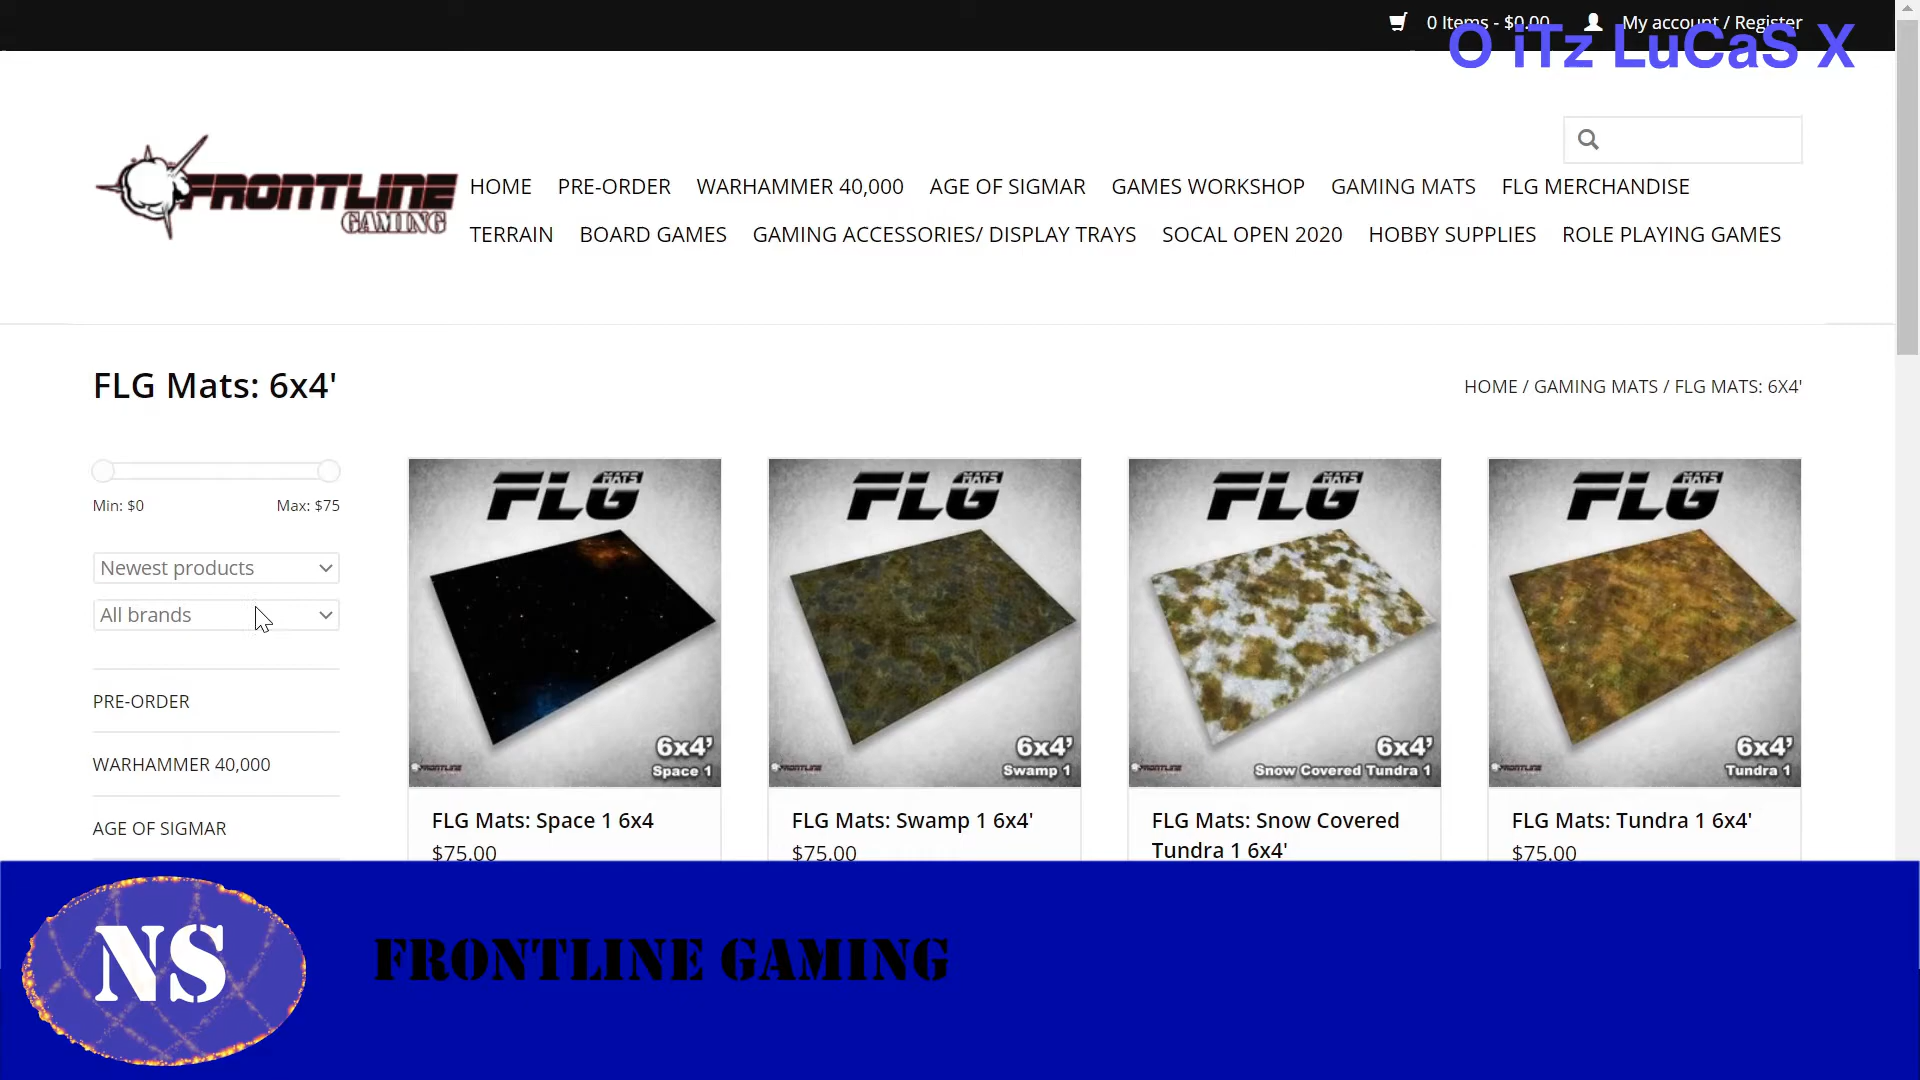 0 Items - $0.00 My account / Register
O iTz LuCaS X
FRONTLINE
GAMING
HOME PRE-ORDER WARHAMMER 40,000 AGE OF SIGMAR GAMES WORKSHOP GAMING MATS FLG MERCHANDISE
TERRAIN BOARD GAMES GAMING ACCESSORIES/ DISPLAY TRAYS SOCAL OPEN 2020 HOBBY SUPPLIES ROLE PLAYING GAMES
FLG Mats: 6x4'
HOME / GAMING MATS / FLG MATS: 6X4'
Min: $0 Max: $75
Newest products
All brands
PRE-ORDER
WARHAMMER 40,000
AGE OF SIGMAR
FLG MATS
6x4'
Space 1
FRONTLINE
FLG Mats: Space 1 6x4
$75.00
FLG MATS
6x4'
Swamp 1
FRONTLINE
FLG Mats: Swamp 1 6x4'
$75.00
FLG MATS
6x4'
Snow Covered Tundra 1
FRONTLINE
FLG Mats: Snow Covered
Tundra 1 6x4'
FLG MATS
6x4'
Tundra 1
FRONTLINE
FLG Mats: Tundra 1 6x4'
$75.00
NS
FRONTLINE GAMING